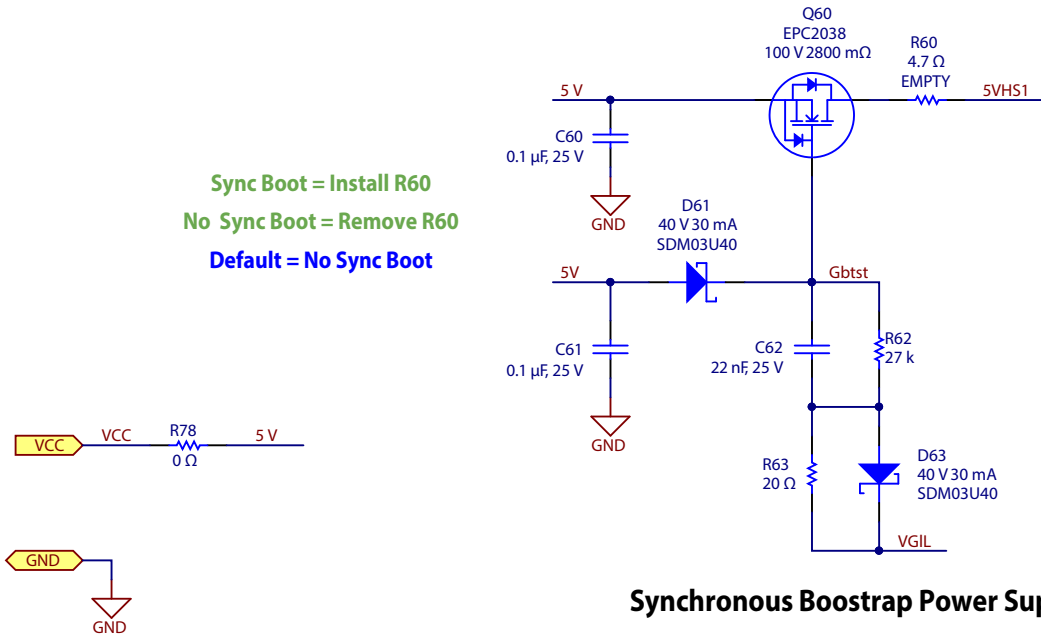 Q60
EPC2038
100 V 2800 mΩ
R60
4.7 Ω
EMPTY
5 V
5VHS1
C60
0.1 µF, 25 V
GND
Sync Boot = Install R60
No Sync Boot = Remove R60
Default = No Sync Boot
D61
40 V 30 mA
SDM03U40
5V
Gbtst
C61
0.1 µF, 25 V
GND
C62
22 nF, 25 V
R62
27 k
VCC
VCC
R78
0 Ω
5 V
R63
20 Ω
D63
40 V 30 mA
SDM03U40
VGIL
GND
GND
Synchronous Boostrap Power Sup